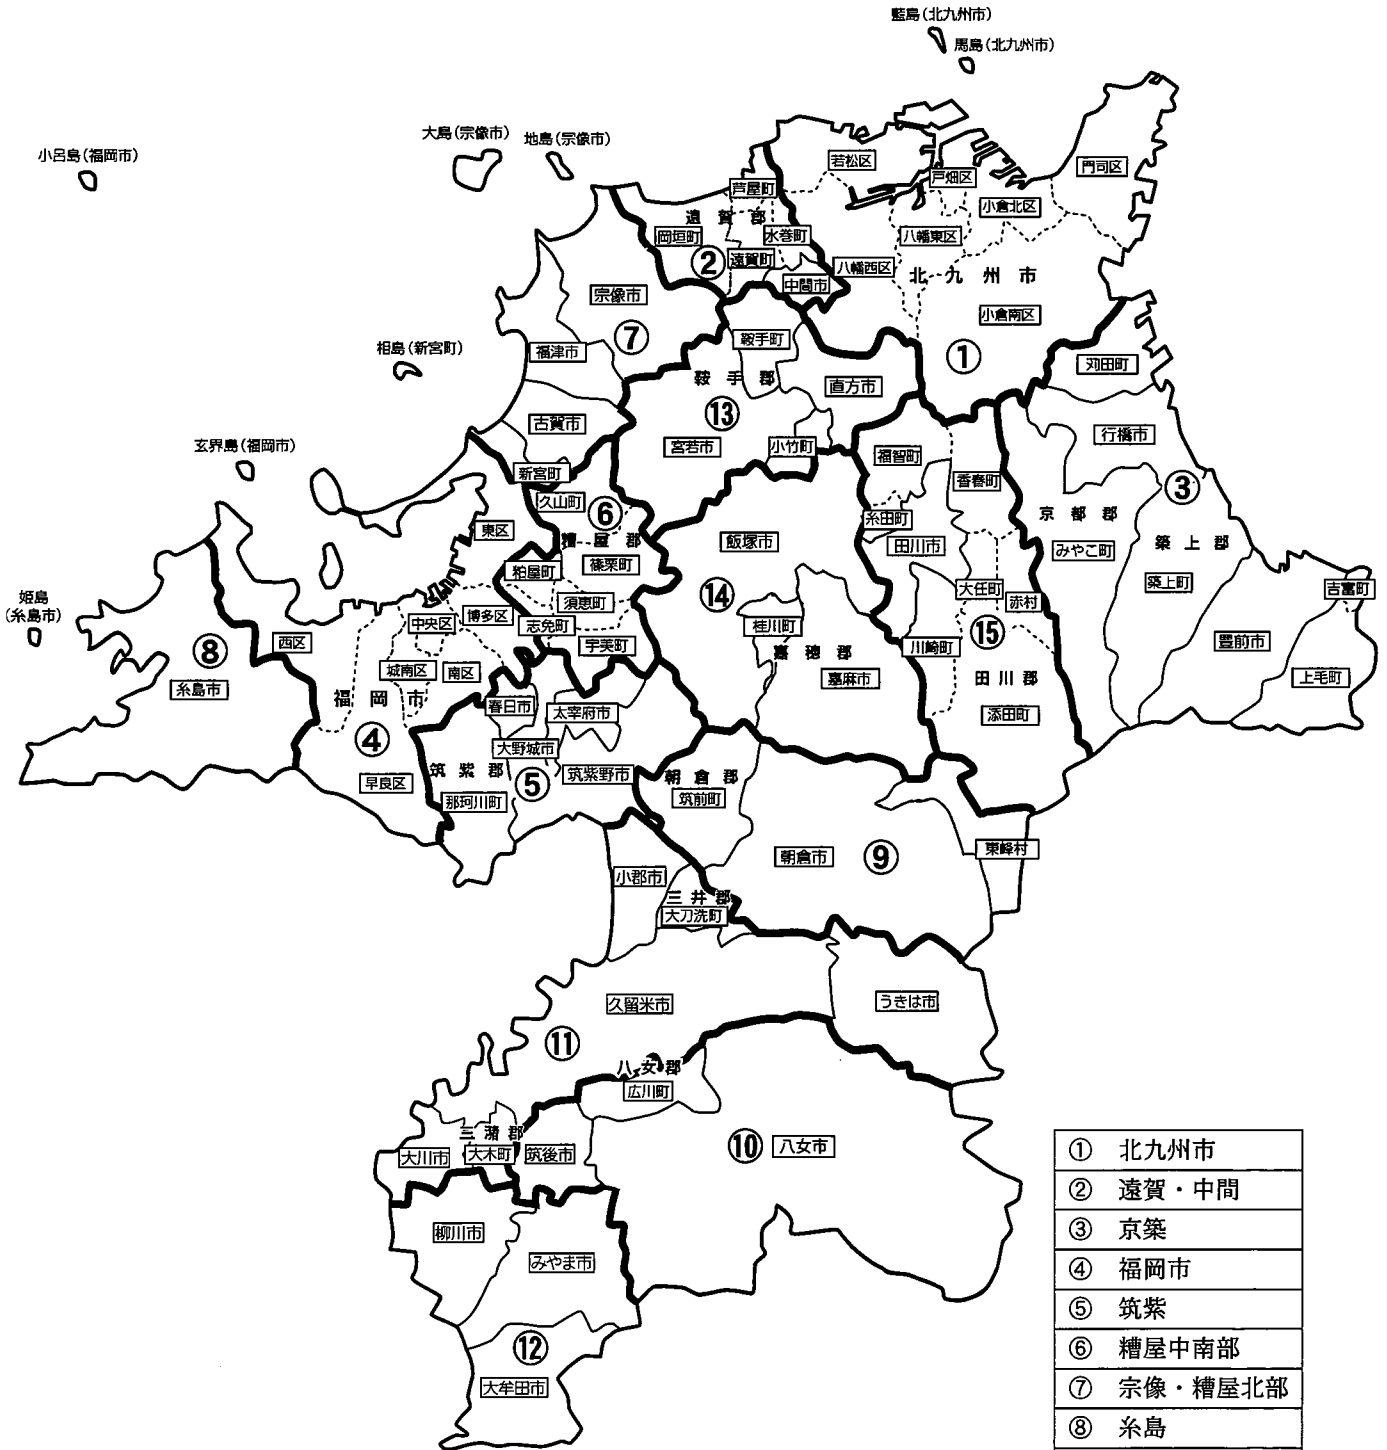 藍島(北九州市)
馬島(北九州市)
大島(宗像市)
地島(宗像市)
小呂島(福岡市)
若松区
門司区
戸畑区
芦屋町
小倉北区
遠賀郡
岡垣町
水巻町
八幡東区
②
遠賀町
八幡西区
北九州市
中間市
宗像市
小倉南区
⑦
鞍手町
①
相島(新宮町)
福津市
苅田町
鞍手郡
直方市
⑬
古賀市
行橋市
宮若市
小竹町
福智町
玄界島(福岡市)
新宮町
香春町
③
久山町
⑥
京都郡
糸田町
東区
糟屋郡
飯塚市
田川市
みやこ町
築上郡
篠栗町
粕屋町
築上町
大任町
吉富町
姫島
(糸島市)
⑭
須恵町
赤村
博多区
中央区
志免町
桂川町
⑮
西区
宇美町
川崎町
豊前市
⑧
嘉穂郡
城南区
南区
嘉麻市
田川郡
上毛町
糸島市
福岡市
春日市
太宰府市
添田町
④
大野城市
筑紫郡
筑紫野市
朝倉郡
早良区
⑤
那珂川町
筑前町
朝倉市
⑨
東峰村
小郡市
三井郡
大刀洗町
久留米市
うきは市
⑪
八女郡
広川町
三潴郡
大川市
大木町
筑後市
⑩
八女市
柳川市
みやま市
⑫
大牟田市
① 北九州市
② 遠賀・中間
③ 京築
④ 福岡市
⑤ 筑紫
⑥ 糟屋中南部
⑦ 宗像・糟屋北部
⑧ 糸島